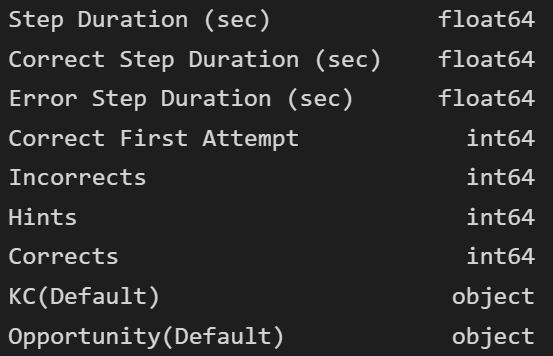 Step Duration (sec) float64
Correct Step Duration (sec) float64
Error Step Duration (sec) float64
Correct First Attempt int64
Incorrects int64
Hints int64
Corrects int64
KC(Default) object
Opportunity(Default) object